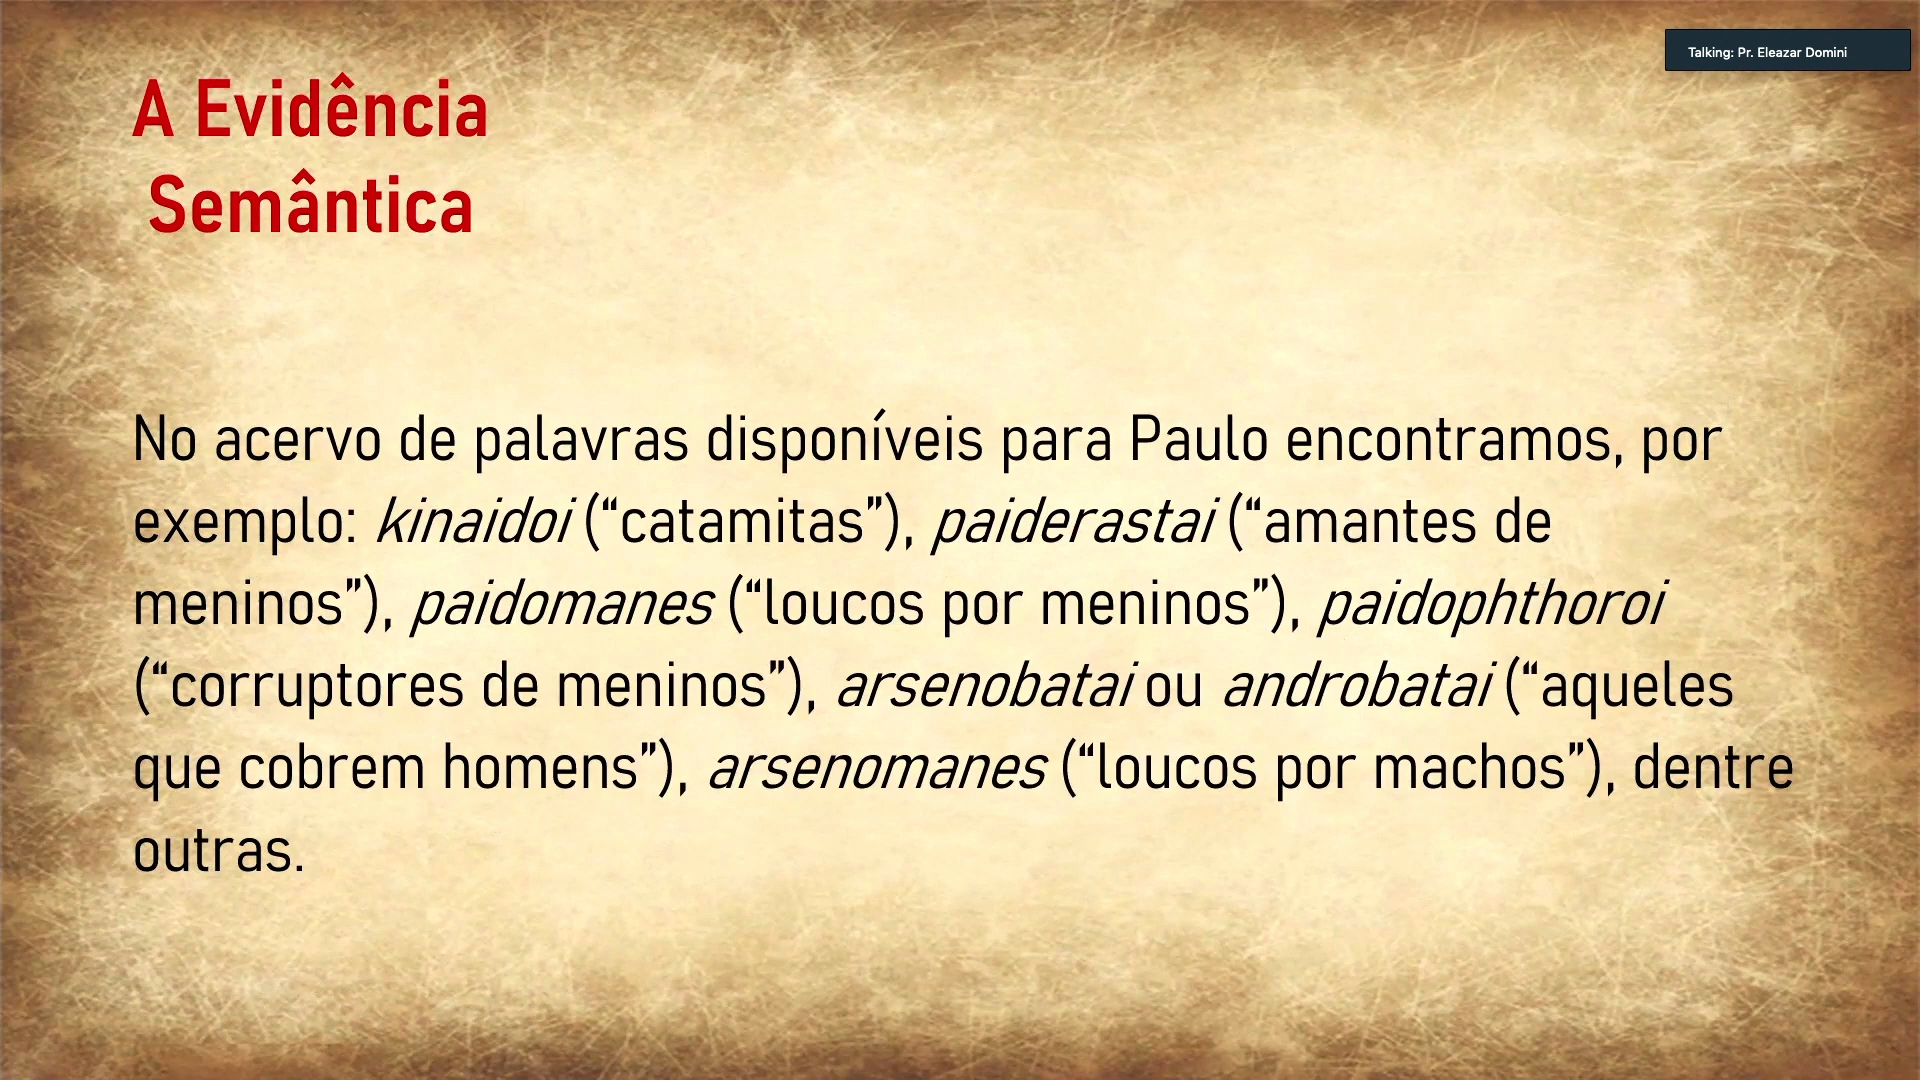 Talking: Pr. Eleazar Domini
A Evidência
Semântica
No acervo de palavras disponíveis para Paulo encontramos, por
exemplo: kinaidoi (“catamitas”), paiderastai (“amantes de
meninos”), paidomanes (“loucos por meninos”), paidophthoroi
(“corruptores de meninos”), arsenobatai ou androbatai (“aqueles
que cobrem homens”), arsenomanes (“loucos por machos”), dentre
outras.